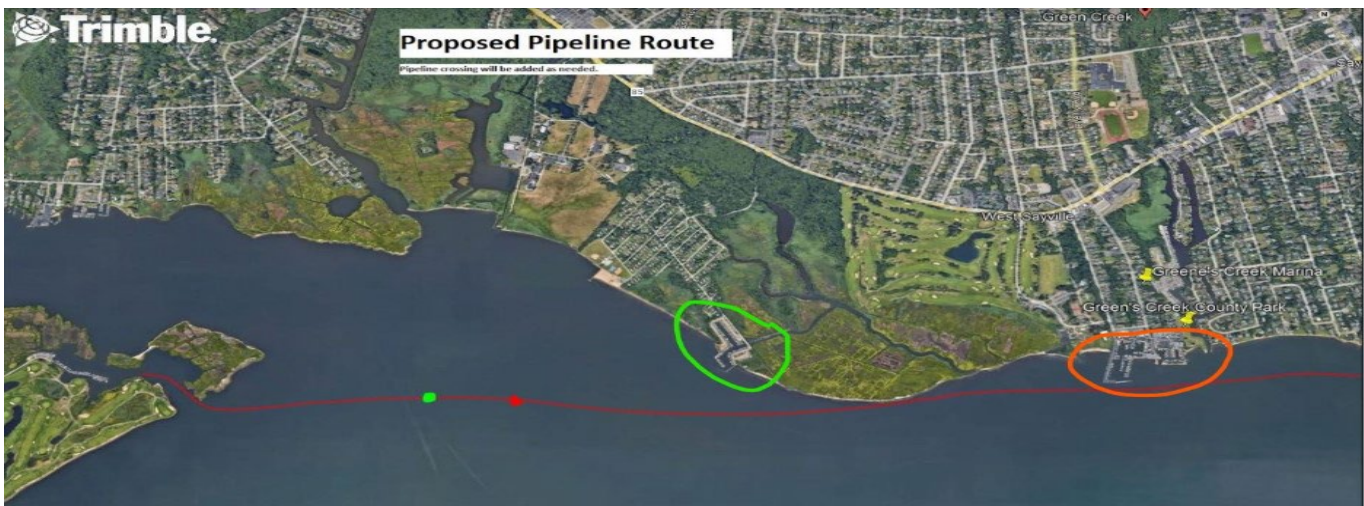 Trimble.
Proposed Pipeline Route
Pipeline crossing will be added as needed.
Green Creek
85
West Sayville
Greene's Creek Marina
Green's Creek County Park